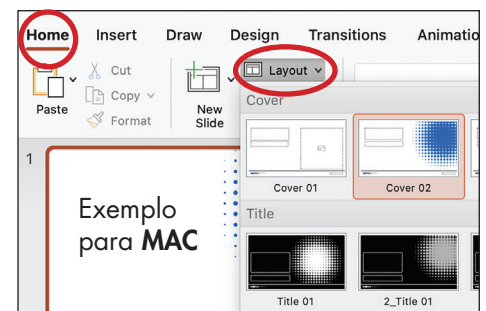 Home Insert Draw Design Transitions Animatio
Cut
Copy
Format
Paste
New
Slide
Layout
Cover
Cover 01
Cover 02
Title
Title 01
2_Title 01
1
Exemplo
para MAC